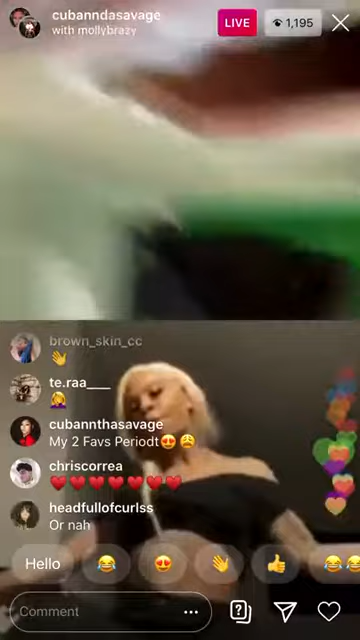 cubanndasavage
with mollybrazy
LIVE
1,195
brown_skin_cc
te.raa___
cubannthasavage
My 2 Favs Periodt
chriscorrea
headfullofcurlss
Or nah
Hello
Comment